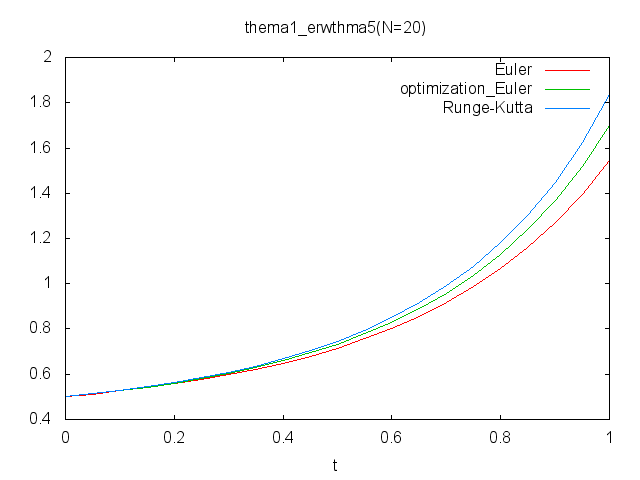 thema1_erwthma5(N=20)
Euler
optimization_Euler
Runge-Kutta
2
1.8
1.6
1.4
1.2
1
0.8
0.6
0.4
0 0.2 0.4 0.6 0.8 1
t